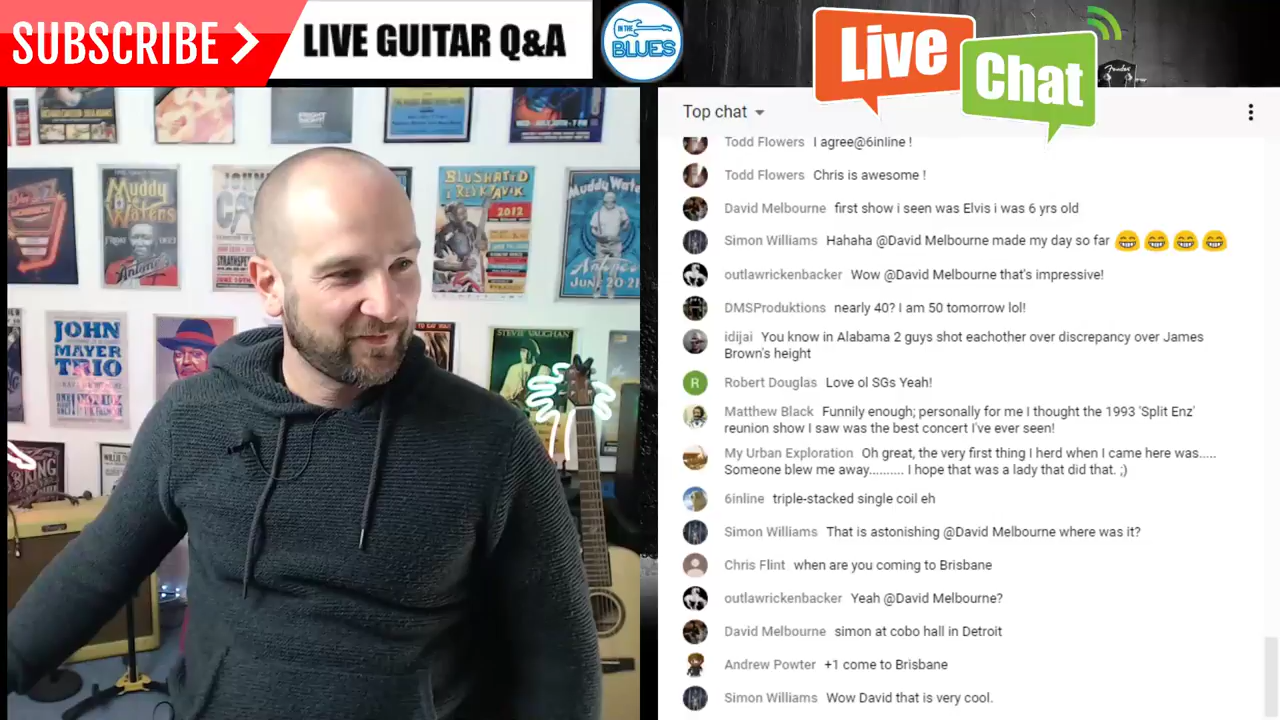 SUBSCRIBE
LIVE GUITAR Q&A
IN THE
BLUES
Live
Chat
Fender
Top chat
Todd Flowers I agree@6inline !
Todd Flowers Chris is awesome !
David Melbourne first show i seen was Elvis i was 6 yrs old
Simon Williams Hahaha @David Melbourne made my day so far 😁 😁 😁 😁
outlawrickenbacker Wow @David Melbourne that's impressive!
DMSProduktions nearly 40? I am 50 tomorrow lol!
idijai You know in Alabama 2 guys shot eachother over discrepancy over James
Brown's height
R
Robert Douglas Love ol SGs Yeah!
Matthew Black Funnily enough; personally for me I thought the 1993 'Split Enz'
reunion show I saw was the best concert I've ever seen!
My Urban Exploration Oh great, the very first thing I herd when I came here was.....
Someone blew me away.......... I hope that was a lady that did that. ;)
6inline triple-stacked single coil eh
Simon Williams That is astonishing @David Melbourne where was it?
Chris Flint when are you coming to Brisbane
outlawrickenbacker Yeah @David Melbourne?
David Melbourne simon at cobo hall in Detroit
Andrew Powter +1 come to Brisbane
Simon Williams Wow David that is very cool.
Muddy
Waters
JOHN
MAYER
TRIO
BLUSHATAD
REYKJAVIK
2012
JUNE 20-21
STEVIE VAUGHAN